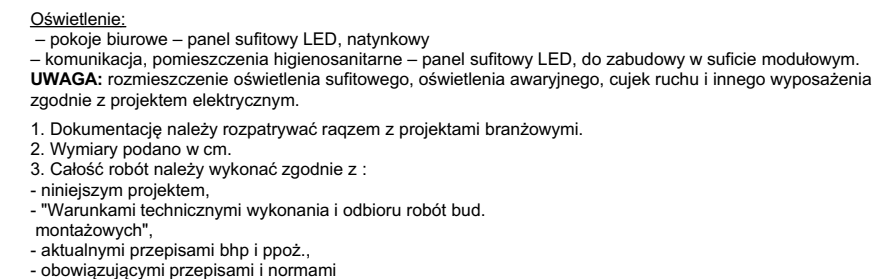 Oświetlenie:
– pokoje biurowe – panel sufitowy LED, natynkowy
– komunikacja, pomieszczenia higienosanitarne – panel sufitowy LED, do zabudowy w suficie modułowym.
UWAGA: rozmieszczenie oświetlenia sufitowego, oświetlenia awaryjnego, cujek ruchu i innego wyposażenia
zgodnie z projektem elektrycznym.
1. Dokumentację należy rozpatrywać raqzem z projektami branżowymi.
2. Wymiary podano w cm.
3. Całość robót należy wykonać zgodnie z :
- niniejszym projektem,
- "Warunkami technicznymi wykonania i odbioru robót bud.
montażowych",
- aktualnymi przepisami bhp i ppoż.,
- obowiązującymi przepisami i normami